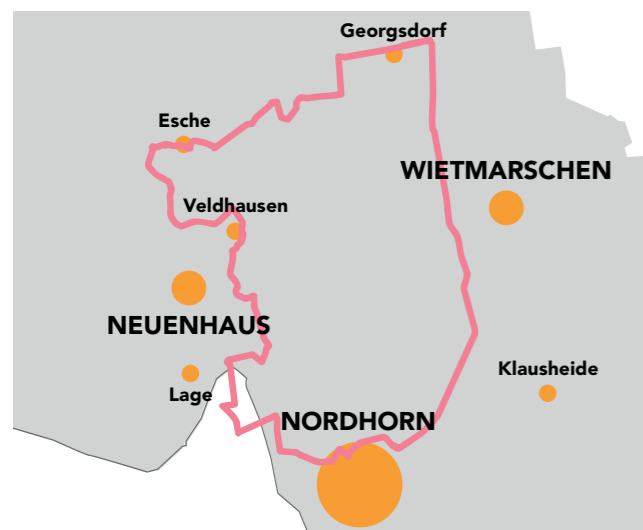 Georgsdorf
Esche
WIETMARSCHEN
Veldhausen
NEUENHAUS
Klausheide
Lage
NORDHORN